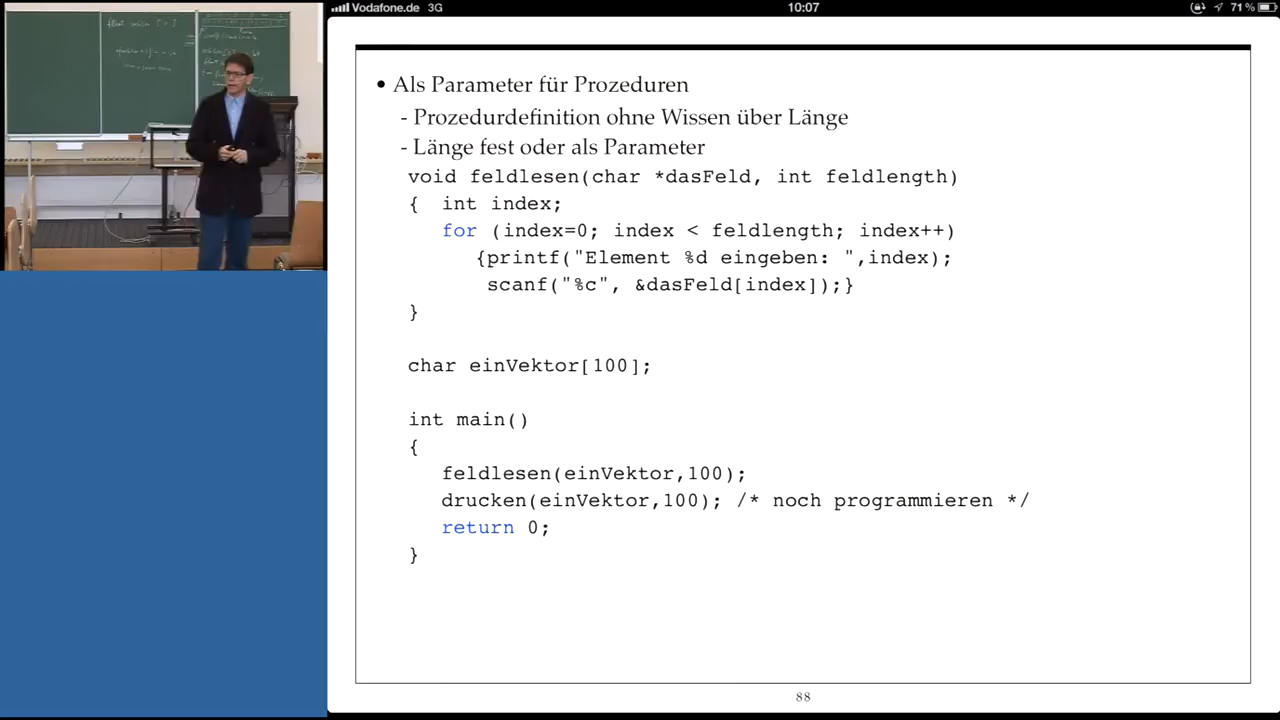 Vodafone.de 3G 10:07 71 %
• Als Parameter für Prozeduren
- Prozedurdefinition ohne Wissen über Länge
- Länge fest oder als Parameter
void feldlesen(char *dasFeld, int feldlength)
{ int index;
for (index=0; index < feldlength; index++)
{printf("Element %d eingeben: ",index);
scanf("%c", &dasFeld[index]);}
}
char einVektor[100];
int main()
{
feldlesen(einVektor,100);
drucken(einVektor,100); /* noch programmieren */
return 0;
}
88